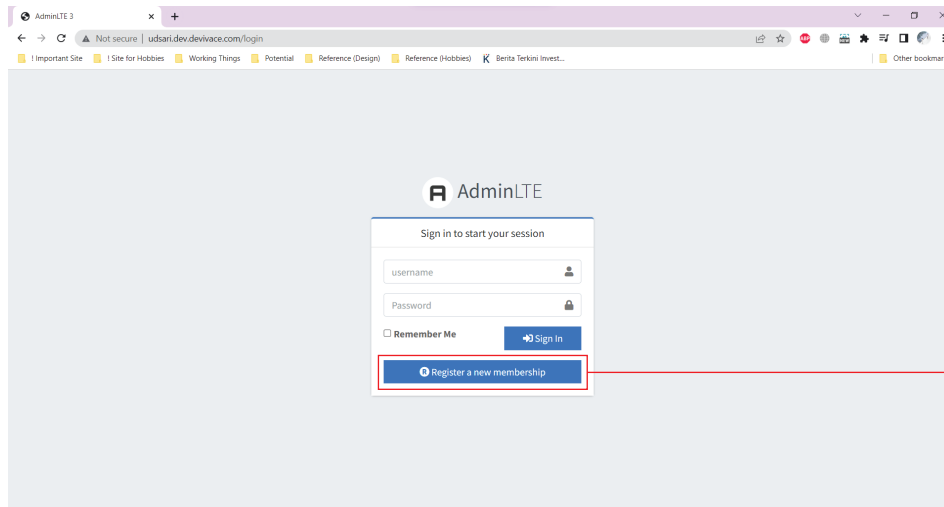 AdminLTE 3
Not secure | udsari.dev.devivace.com/login
! Important Site ! Site for Hobbies Working Things Potential Reference (Design) Reference (Hobbies) Berita Terkini Invest... Other bookmar
AdminLTE
Sign in to start your session
username
Password
Remember Me Sign In
Register a new membership